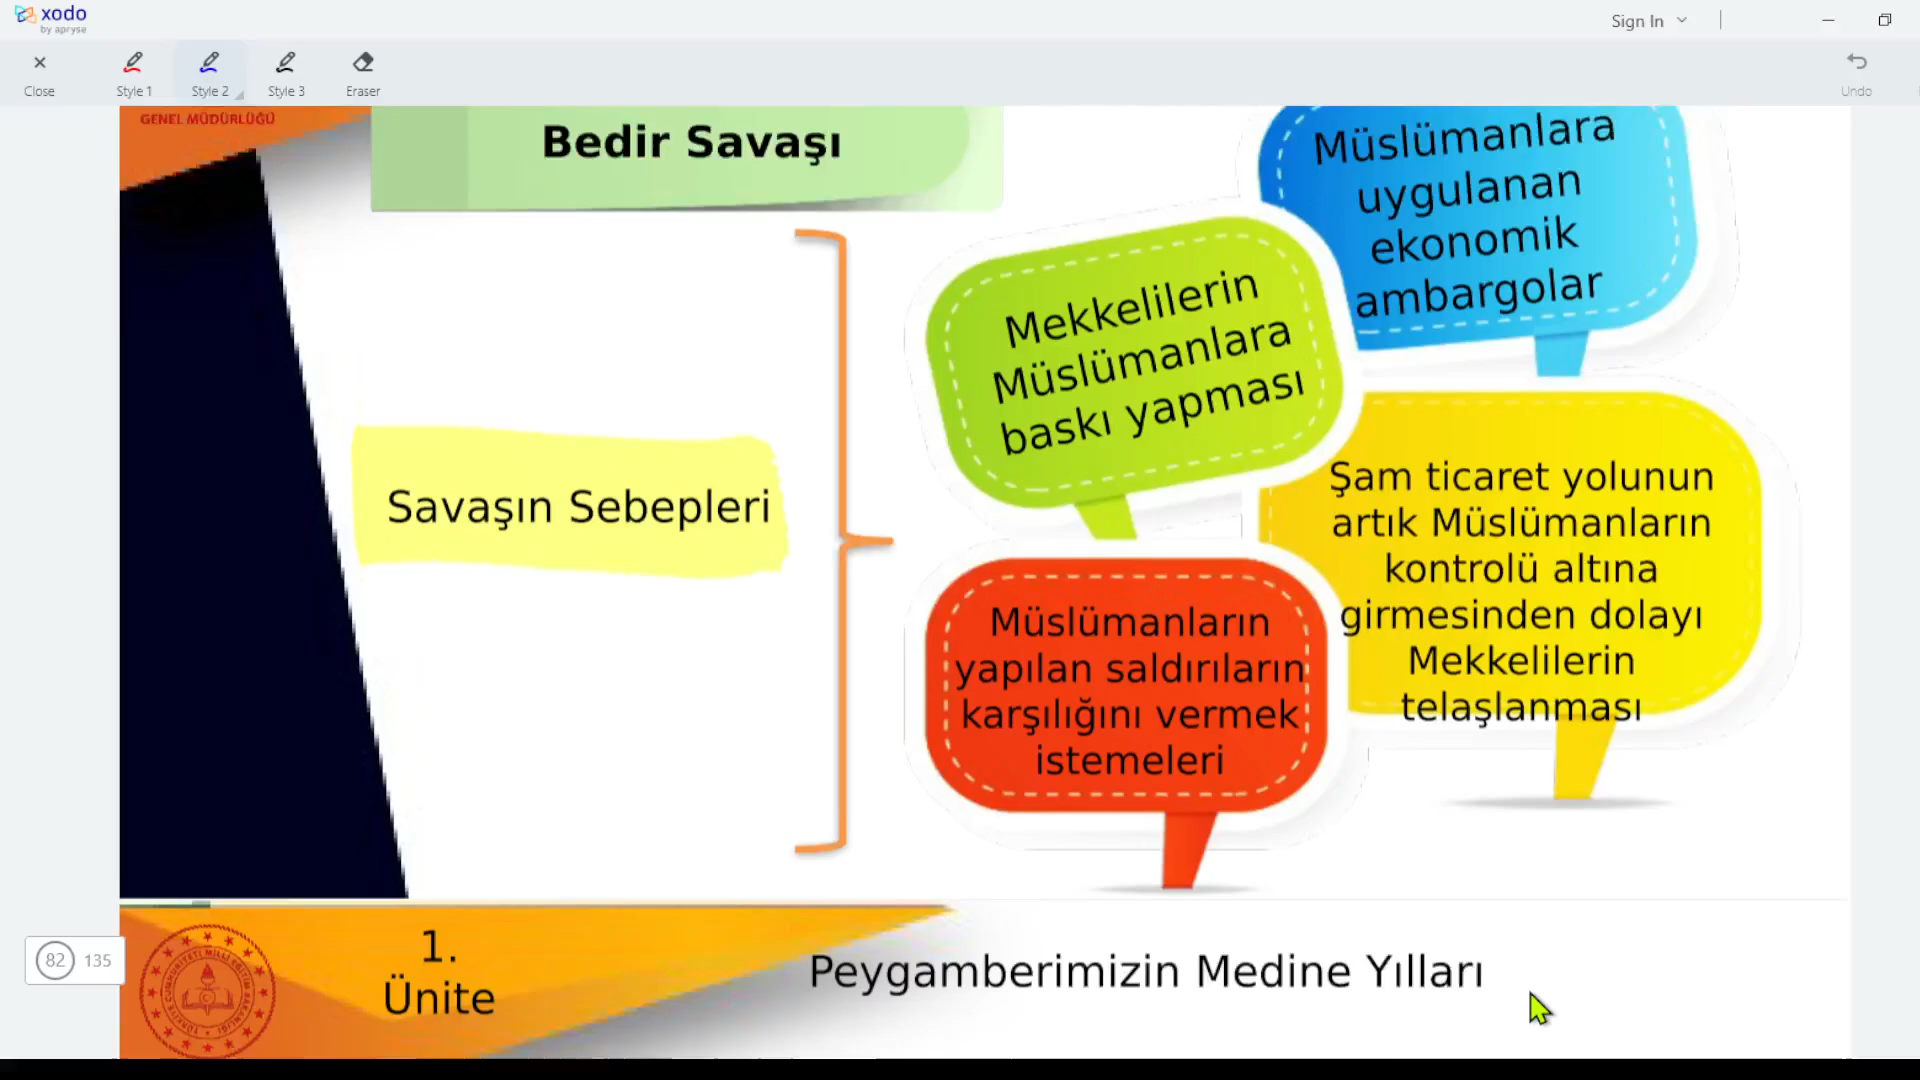 xodo
by apryse
Sign In
Close
Style 1
Style 2
Style 3
Eraser
Undo
GENEL MÜDÜRLÜĞÜ
Bedir Savaşı
Müslümanlara
uygulanan
ekonomik
ambargolar
Mekkelilerin
Müslümanlara
baskı yapması
Savaşın Sebepleri
Şam ticaret yolunun
artık Müslümanların
kontrolü altına
girmesinden dolayı
Mekkelilerin
telaşlanması
Müslümanların
yapılan saldırıların
karşılığını vermek
istemeleri
82 135
1.
Ünite
Peygamberimizin Medine Yılları